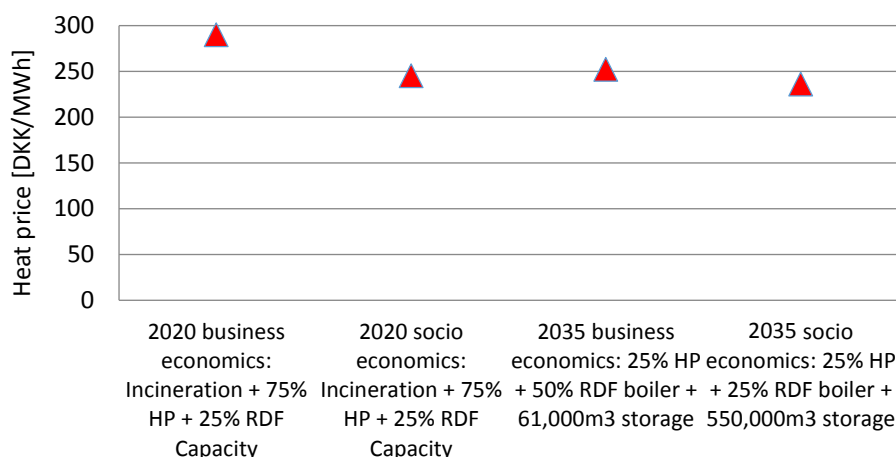 300
250
200
150
100
50
0
Heat price [DKK/MWh]
2020 business
economics:
Incineration + 75%
HP + 25% RDF
Capacity
2020 socio
economics:
Incineration + 75%
HP + 25% RDF
Capacity
2035 business
economics: 25% HP
+ 50% RDF boiler +
61,000m3 storage
2035 socio
economics: 25% HP
+ 25% RDF boiler +
550,000m3 storage